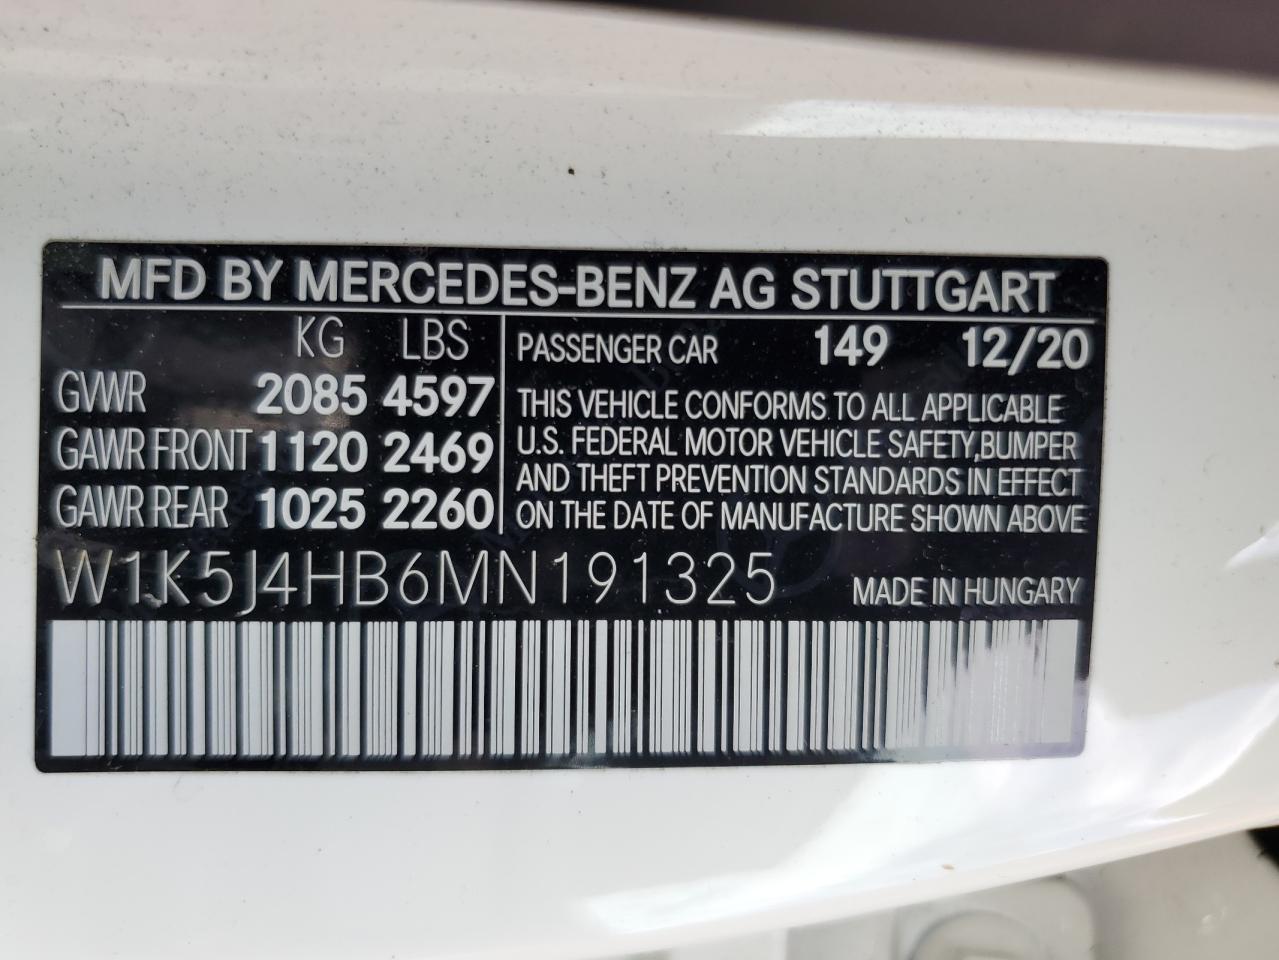 MFD BY MERCEDES-BENZ AG STUTTGART
KG LBS
GVWR 2085 4597
GAWR FRONT 1120 2469
GAWR REAR 1025 2260
PASSENGER CAR 149 12/20
THIS VEHICLE CONFORMS TO ALL APPLICABLE
U.S. FEDERAL MOTOR VEHICLE SAFETY,BUMPER
AND THEFT PREVENTION STANDARDS IN EFFECT
ON THE DATE OF MANUFACTURE SHOWN ABOVE
W1K5J4HB6MN191325 MADE IN HUNGARY